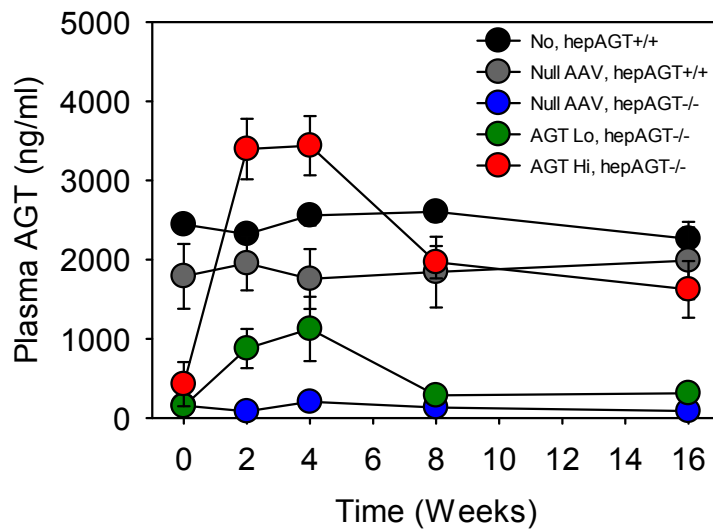 5000
4000
3000
2000
1000
0
Plasma AGT (ng/ml)
No, hepAGT+/+
Null AAV, hepAGT+/+
Null AAV, hepAGT-/-
AGT Lo, hepAGT-/-
AGT Hi, hepAGT-/-
0 2 4 6 8 10 12 14 16
Time (Weeks)